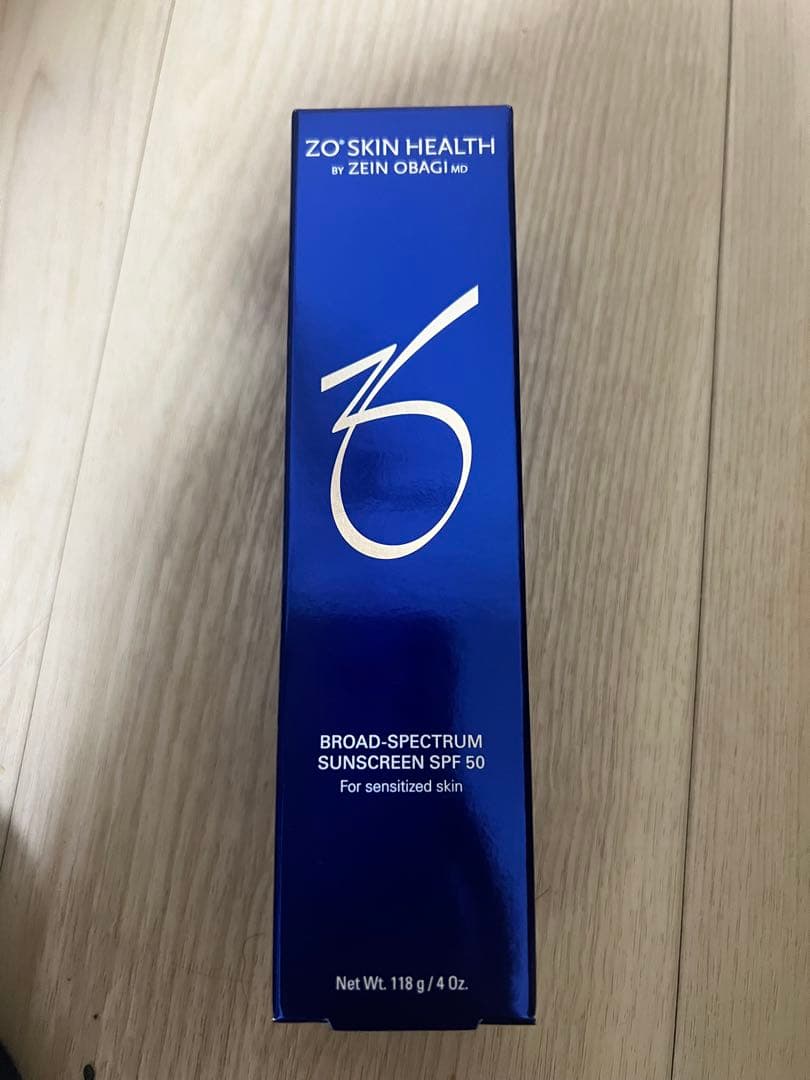 ZO® SKIN HEALTH
BY ZEIN OBAGI MD
ZO
BROAD-SPECTRUM
SUNSCREEN SPF 50
For sensitized skin
Net Wt. 118 g / 4 Oz.